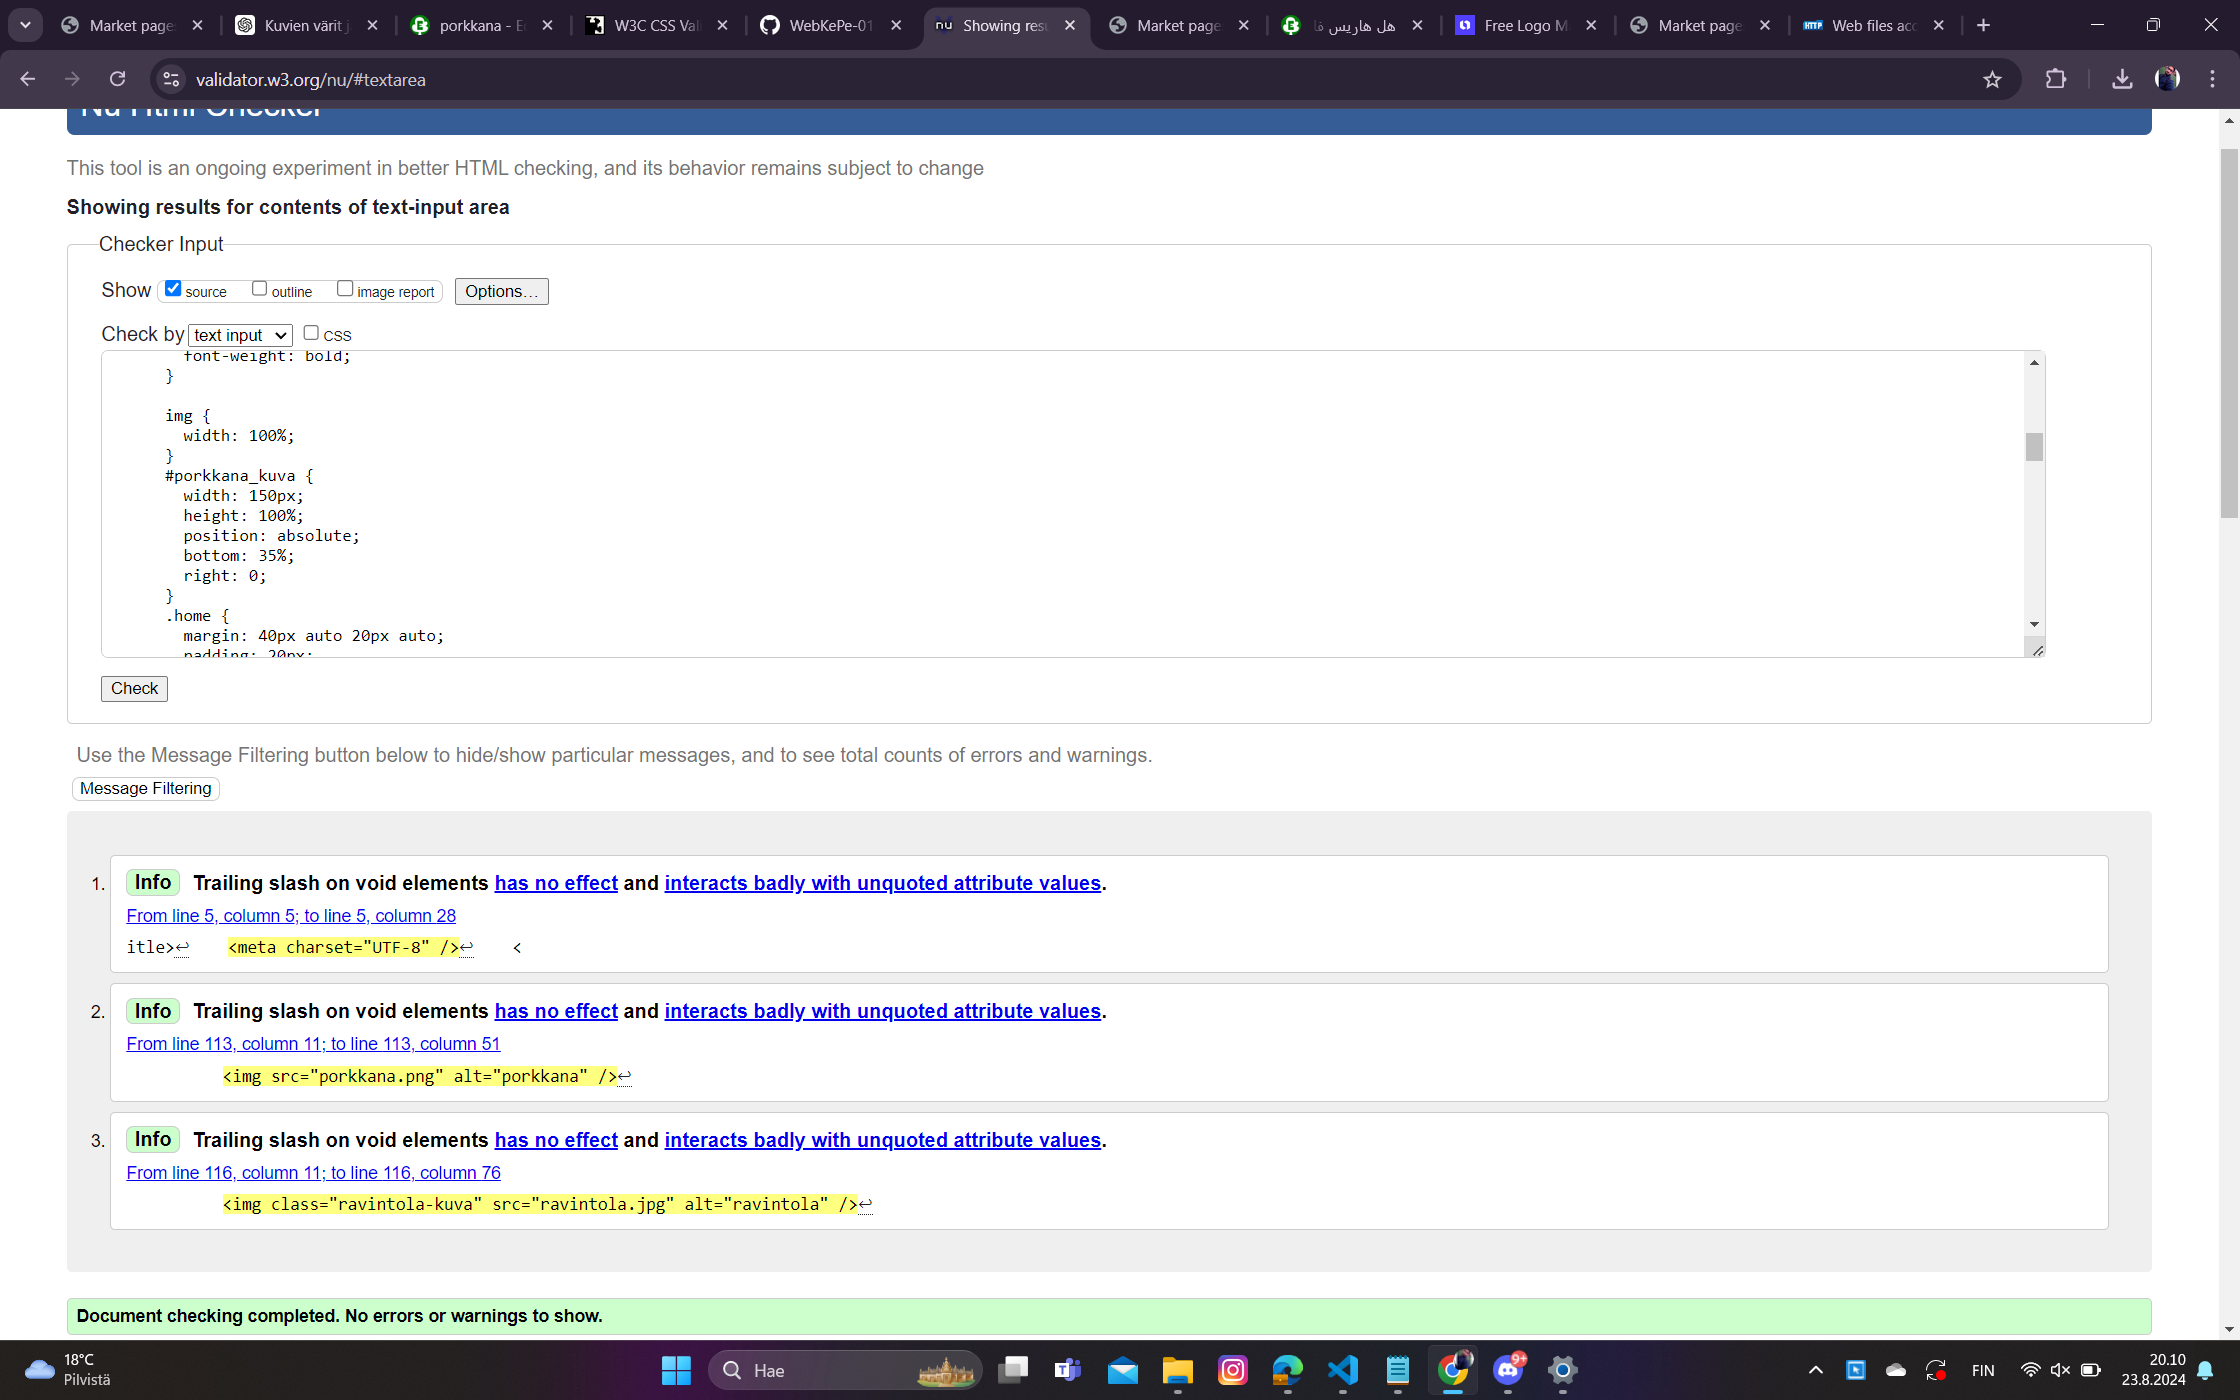 Market page
Kuvien värit j
porkkana - E
W3C CSS Val
WebKePe-01
nu
Showing resu
Market page
هل هاريس فا
Free Logo M
Market page
HTTP
Web files acc
validator.w3.org/nu/#textarea
Nu Html Checker
This tool is an ongoing experiment in better HTML checking, and its behavior remains subject to change
Showing results for contents of text-input area
Checker Input
Show source outline image report Options...
Check by text input CSS
font-weight: bold;
}
img {
width: 100%;
}
#porkkana_kuva {
width: 150px;
height: 100%;
position: absolute;
bottom: 35%;
right: 0;
}
.home {
margin: 40px auto 20px auto;
padding: 20px;
Check
Use the Message Filtering button below to hide/show particular messages, and to see total counts of errors and warnings.
Message Filtering
1. Info Trailing slash on void elements has no effect and interacts badly with unquoted attribute values.
From line 5, column 5; to line 5, column 28
itle>↩ <meta charset="UTF-8" />↩ <
2. Info Trailing slash on void elements has no effect and interacts badly with unquoted attribute values.
From line 113, column 11; to line 113, column 51
<img src="porkkana.png" alt="porkkana" />↩
3. Info Trailing slash on void elements has no effect and interacts badly with unquoted attribute values.
From line 116, column 11; to line 116, column 76
<img class="ravintola-kuva" src="ravintola.jpg" alt="ravintola" />↩
Document checking completed. No errors or warnings to show.
18°C
Pilvistä
Hae
9+
FIN
20.10
23.8.2024